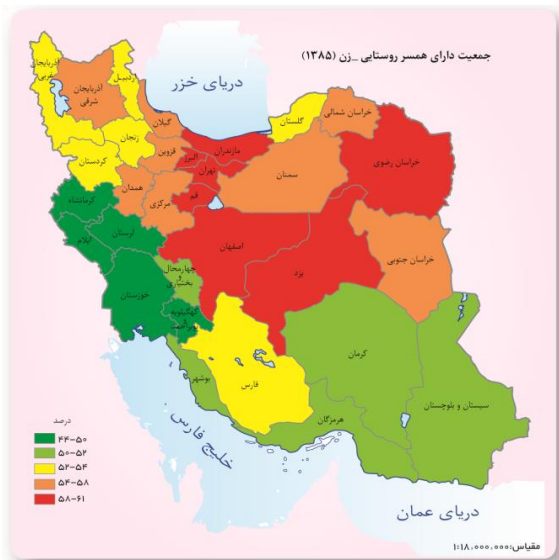 جمعیت دارای همسر روستایی _زن (۱۳۸۵)
دریای خزر
آذربایجان
غربی
آذربایجان
شرقی
اردبیل
گیلان
زنجان
کردستان
قزوین
البرز
مازندران
تهران
گلستان
خراسان شمالی
خراسان رضوی
سمنان
همدان
مرکزی
قم
کرمانشاه
لرستان
ایلام
اصفهان
یزد
خراسان جنوبی
چهارمحال
و
بختیاری
خوزستان
کهگیلویه
و
بویراحمد
فارس
کرمان
بوشهر
هرمزگان
سیستان و بلوچستان
خلیج فارس
دریای عمان
درصد
۴۴-۵۰
۵۰-۵۲
۵۲-۵۴
۵۴-۵۸
۵۸-۶۱
مقیاس:۱:۱۸,۰۰۰,۰۰۰